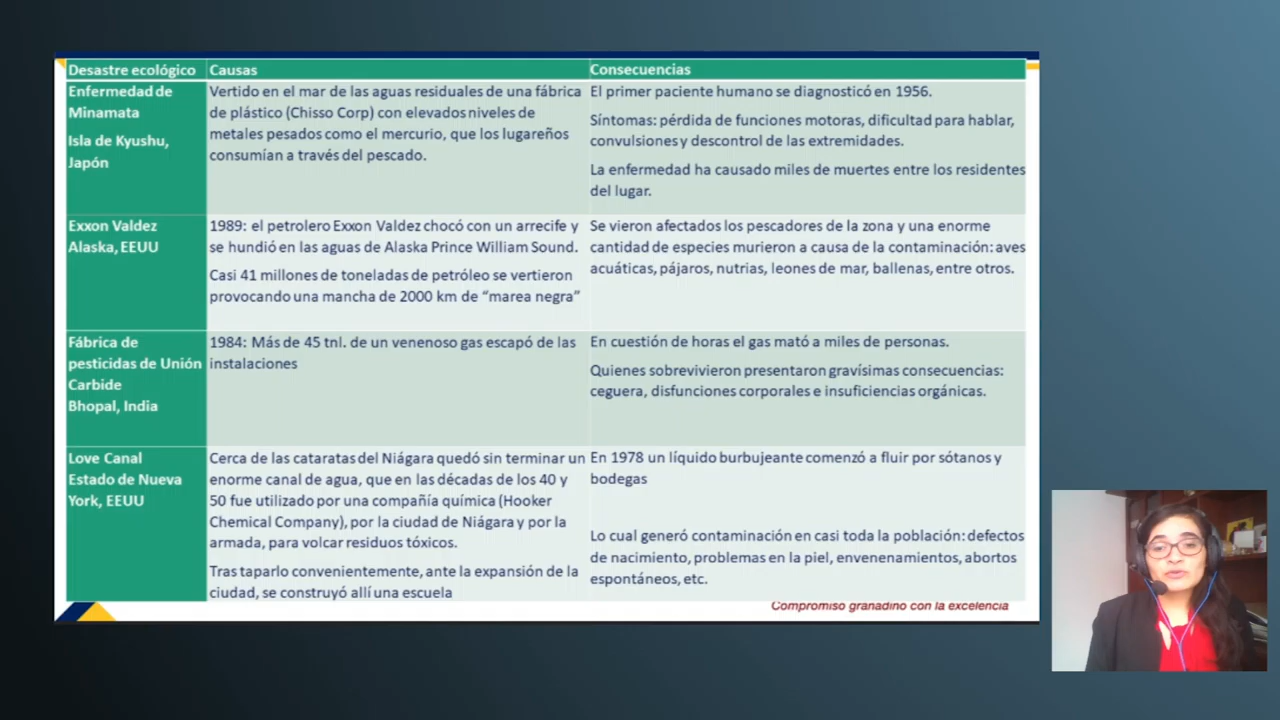 Desastre ecológico Causas Consecuencias
Enfermedad de
Minamata
Isla de Kyushu,
Japón
Vertido en el mar de las aguas residuales de una fábrica
de plástico (Chisso Corp) con elevados niveles de
metales pesados como el mercurio, que los lugareños
consumían a través del pescado.
El primer paciente humano se diagnosticó en 1956.
Síntomas: pérdida de funciones motoras, dificultad para hablar,
convulsiones y descontrol de las extremidades.
La enfermedad ha causado miles de muertes entre los residentes
del lugar.
Exxon Valdez
Alaska, EEUU
1989: el petrolero Exxon Valdez chocó con un arrecife y
se hundió en las aguas de Alaska Prince William Sound.
Casi 41 millones de toneladas de petróleo se vertieron
provocando una mancha de 2000 km de “marea negra”
Se vieron afectados los pescadores de la zona y una enorme
cantidad de especies murieron a causa de la contaminación: aves
acuáticas, pájaros, nutrias, leones de mar, ballenas, entre otros.
Fábrica de
pesticidas de Unión
Carbide
Bhopal, India
1984: Más de 45 tnl. de un venenoso gas escapó de las
instalaciones
En cuestión de horas el gas mató a miles de personas.
Quienes sobrevivieron presentaron gravísimas consecuencias:
ceguera, disfunciones corporales e insuficiencias orgánicas.
Love Canal
Estado de Nueva
York, EEUU
Cerca de las cataratas del Niágara quedó sin terminar un
enorme canal de agua, que en las décadas de los 40 y
50 fue utilizado por una compañía química (Hooker
Chemical Company), por la ciudad de Niágara y por la
armada, para volcar residuos tóxicos.
Tras taparlo convenientemente, ante la expansión de la
ciudad, se construyó allí una escuela
En 1978 un líquido burbujeante comenzó a fluir por sótanos y
bodegas
Lo cual generó contaminación en casi toda la población: defectos
de nacimiento, problemas en la piel, envenenamientos, abortos
espontáneos, etc.
Compromiso granadino con la excelencia